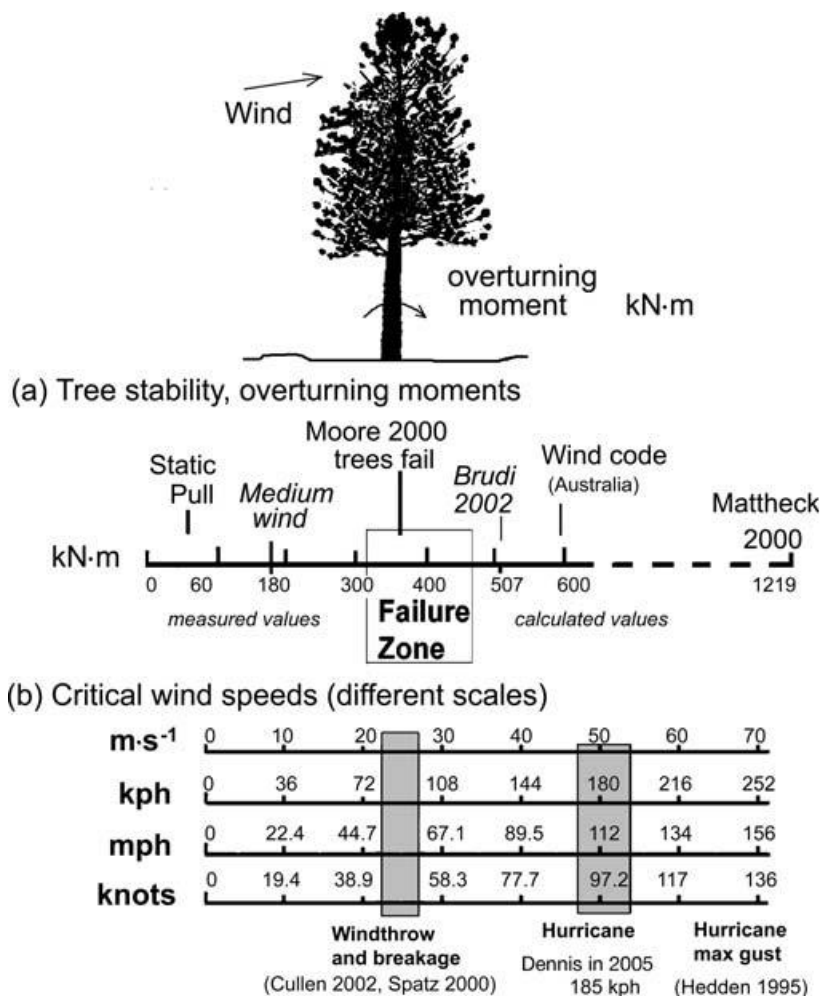 Wind
overturning
moment kN·m
(a) Tree stability, overturning moments
Moore 2000
trees fail
Static
Pull
Medium
wind
Brudi
2002
Wind code
(Australia)
Mattheck
2000
kN·m
0 60 180 300 400 507 600 1219
measured values
Failure
Zone
calculated values
(b) Critical wind speeds (different scales)
m·s-1 0 10 20 30 40 50 60 70
kph 0 36 72 108 144 180 216 252
mph 0 22.4 44.7 67.1 89.5 112 134 156
knots 0 19.4 38.9 58.3 77.7 97.2 117 136
Windthrow
and breakage
(Cullen 2002, Spatz 2000)
Hurricane
Dennis in 2005
185 kph
Hurricane
max gust
(Hedden 1995)